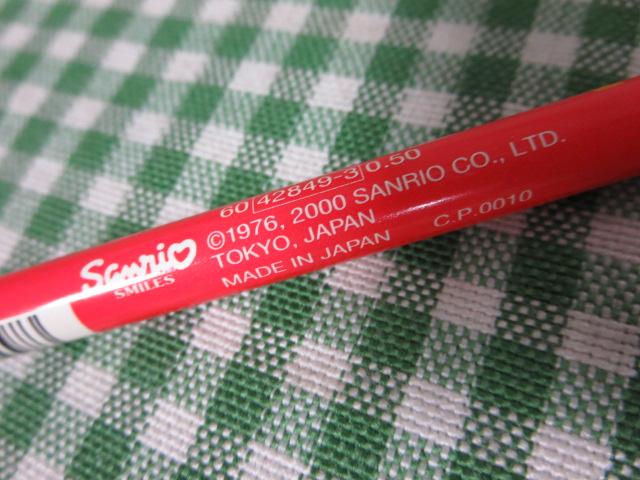 60 42849-3 0.50
Sanrio
SMILES
©1976, 2000 SANRIO CO., LTD.
TOKYO, JAPAN
MADE IN JAPAN C.P.0010